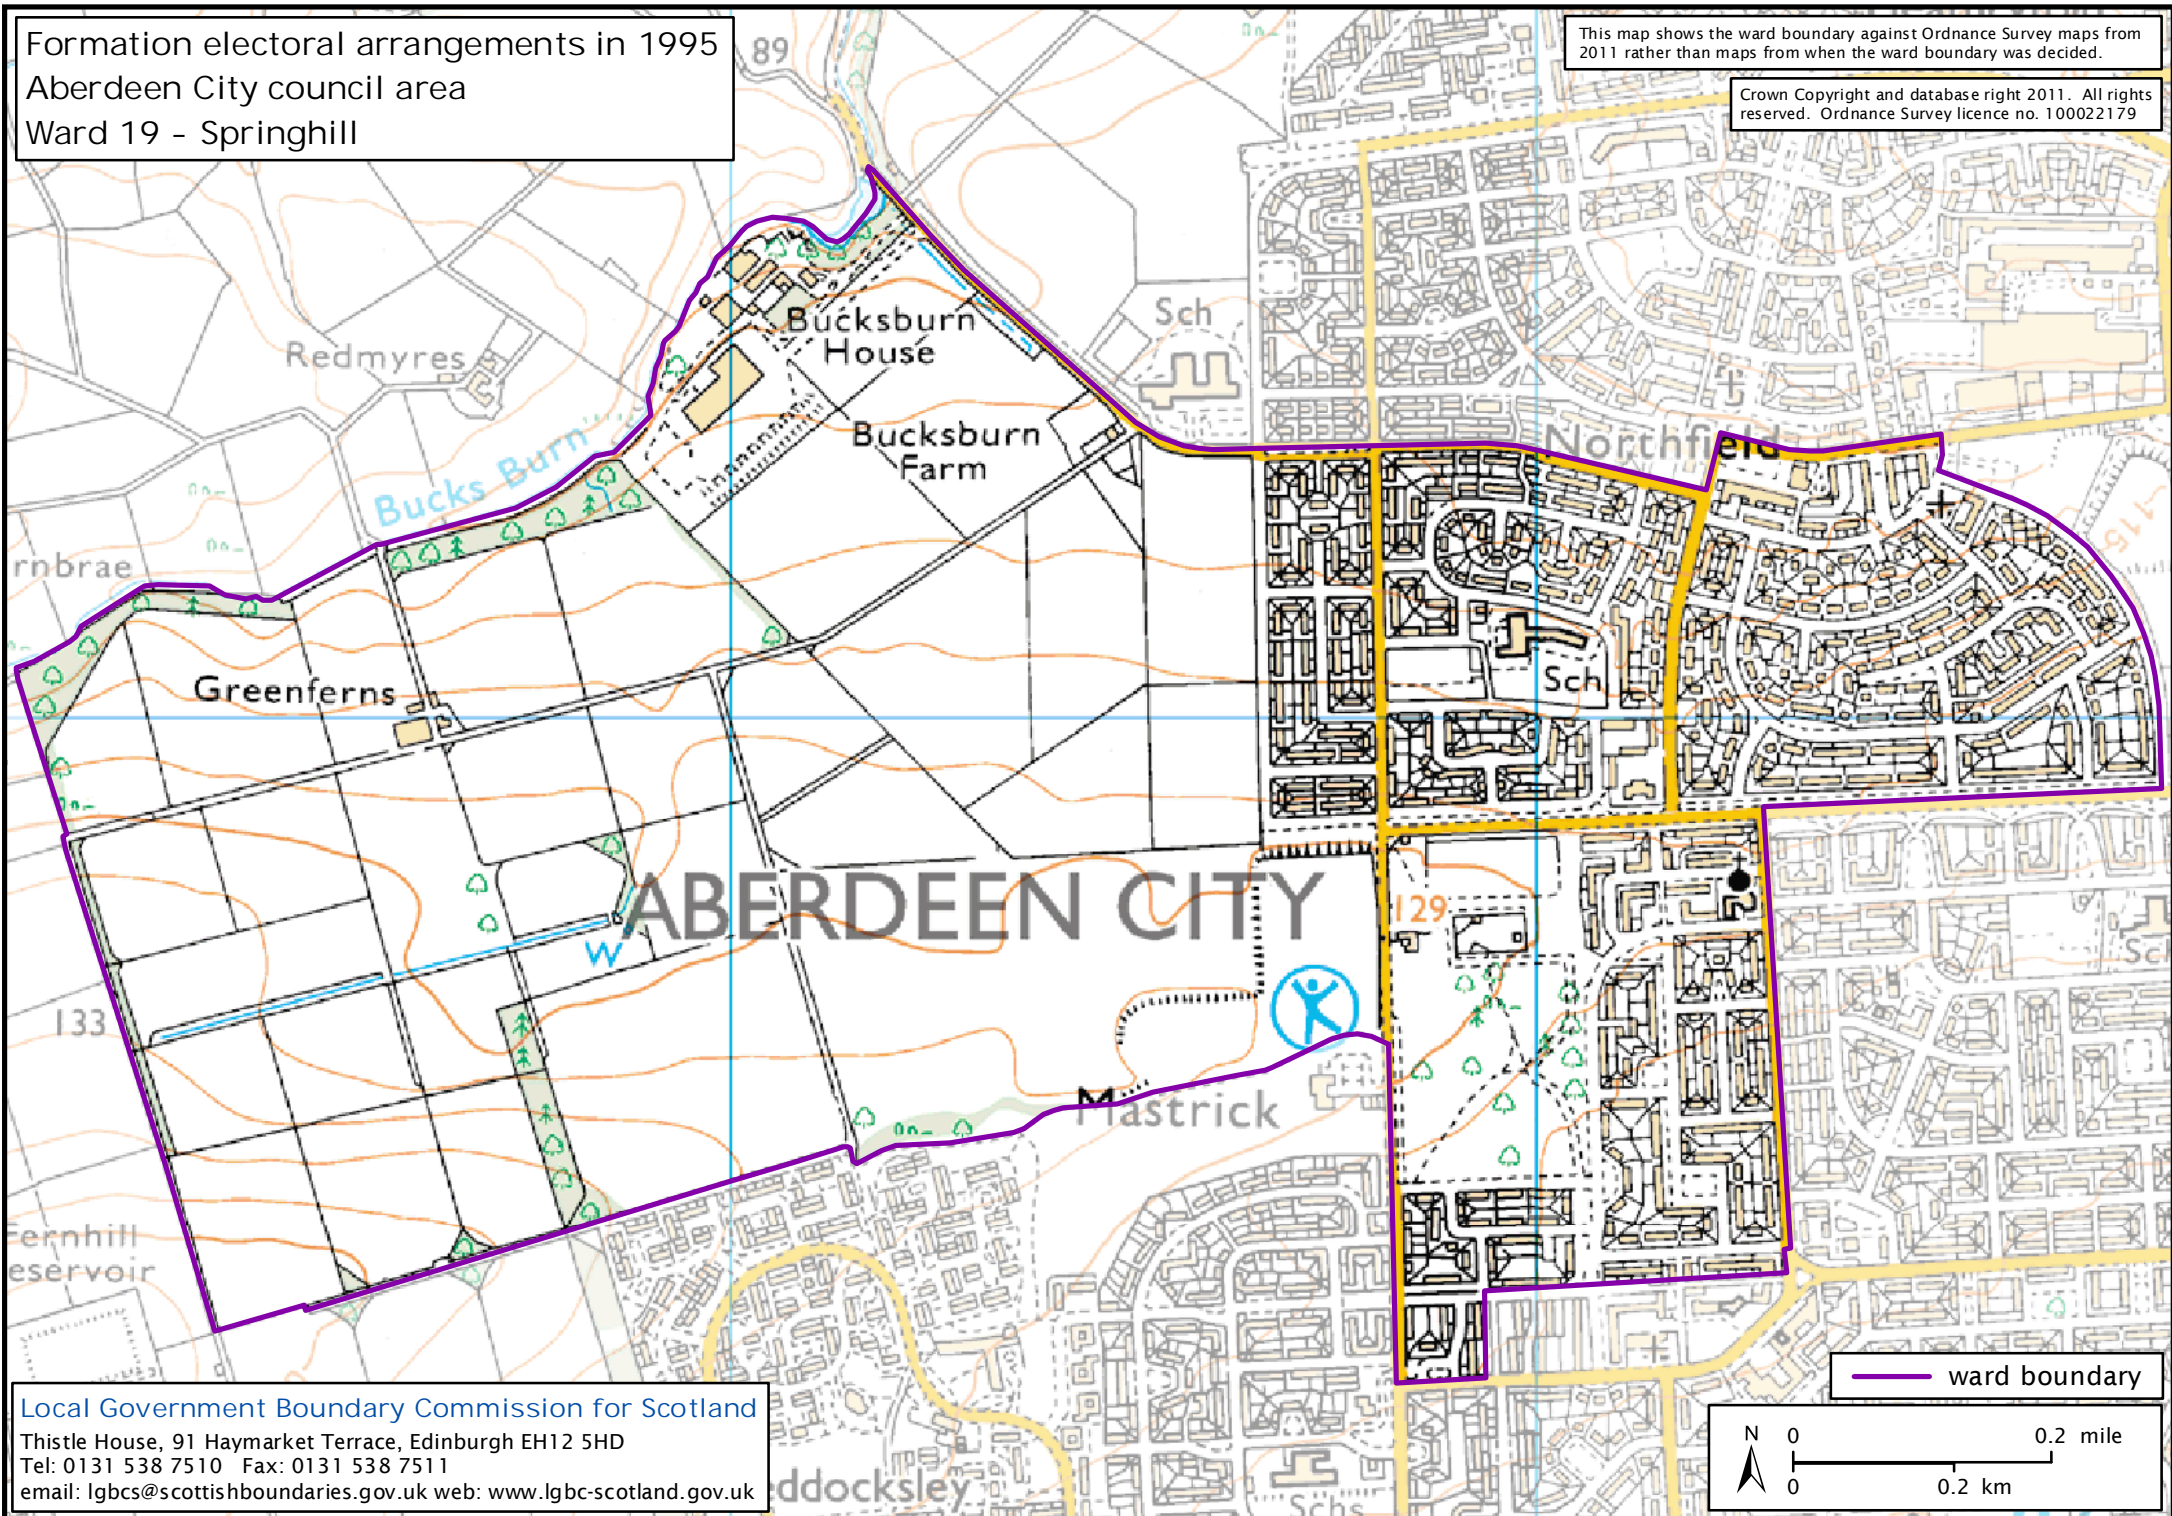 Formation electoral arrangements in 1995
Aberdeen City council area
Ward 19 - Springhill
This map shows the ward boundary against Ordnance Survey maps from
2011 rather than maps from when the ward boundary was decided.
Crown Copyright and database right 2011. All rights
reserved. Ordnance Survey licence no. 100022179
89
Sch
Redmyres
Bucksburn
House
Bucksburn
Farm
Northfield
Bucks Burn
115
rnbrae
Greenferns
Sch
ABERDEEN CITY
129
W
Sch
133
Mastrick
Fernhill
eservoir
ward boundary
Local Government Boundary Commission for Scotland
Thistle House, 91 Haymarket Terrace, Edinburgh EH12 5HD
Tel: 0131 538 7510 Fax: 0131 538 7511
email: lgbcs@scottishboundaries.gov.uk web: www.lgbc-scotland.gov.uk
eddocksley
Schs
N
0 0.2 mile
0 0.2 km